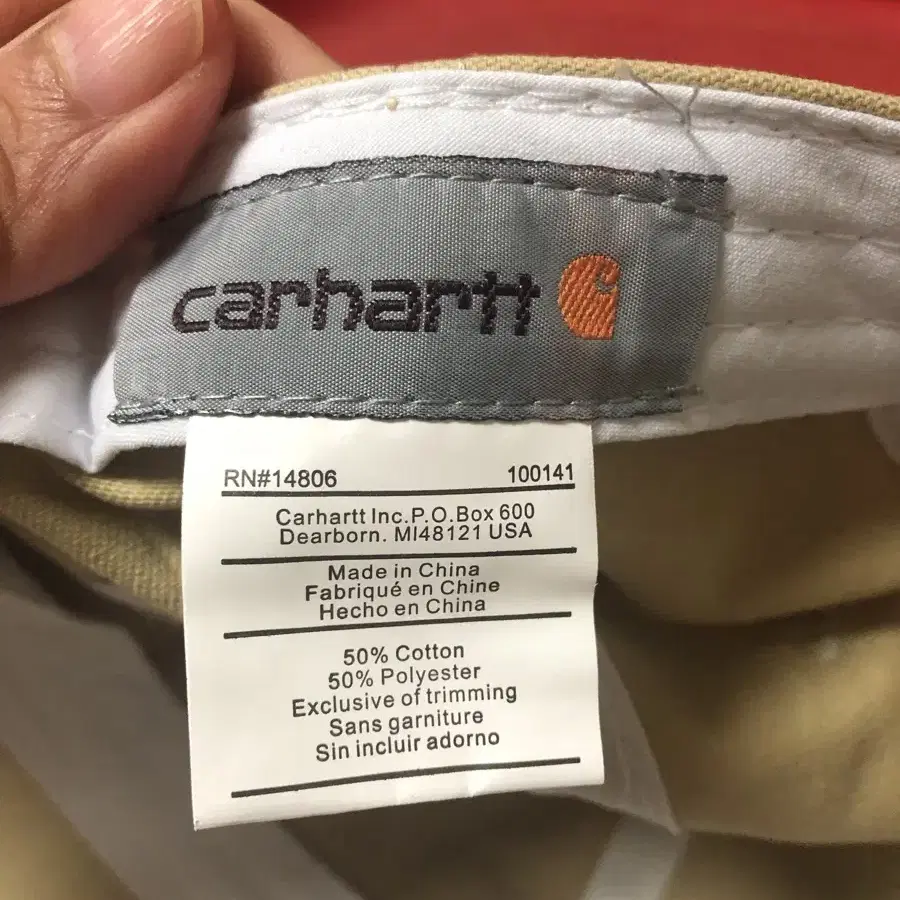 carhartt
RN#14806 100141
Carhartt Inc.P.O.Box 600
Dearborn. MI48121 USA
Made in China
Fabriqué en Chine
Hecho en China
50% Cotton
50% Polyester
Exclusive of trimming
Sans garniture
Sin incluir adorno